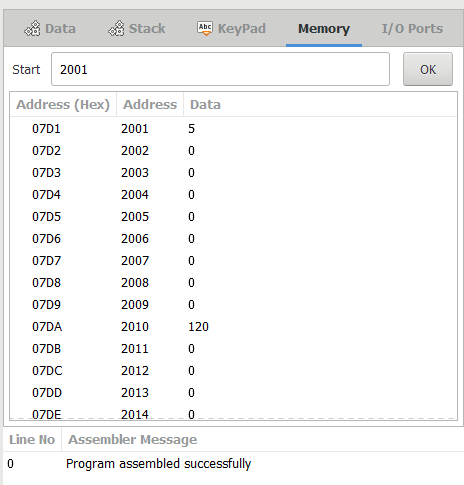 Data Stack Abc KeyPad Memory I/O Ports
Start 2001 OK
Address (Hex) Address Data
07D1 2001 5
07D2 2002 0
07D3 2003 0
07D4 2004 0
07D5 2005 0
07D6 2006 0
07D7 2007 0
07D8 2008 0
07D9 2009 0
07DA 2010 120
07DB 2011 0
07DC 2012 0
07DD 2013 0
07DE 2014 0
Line No Assembler Message
0 Program assembled successfully